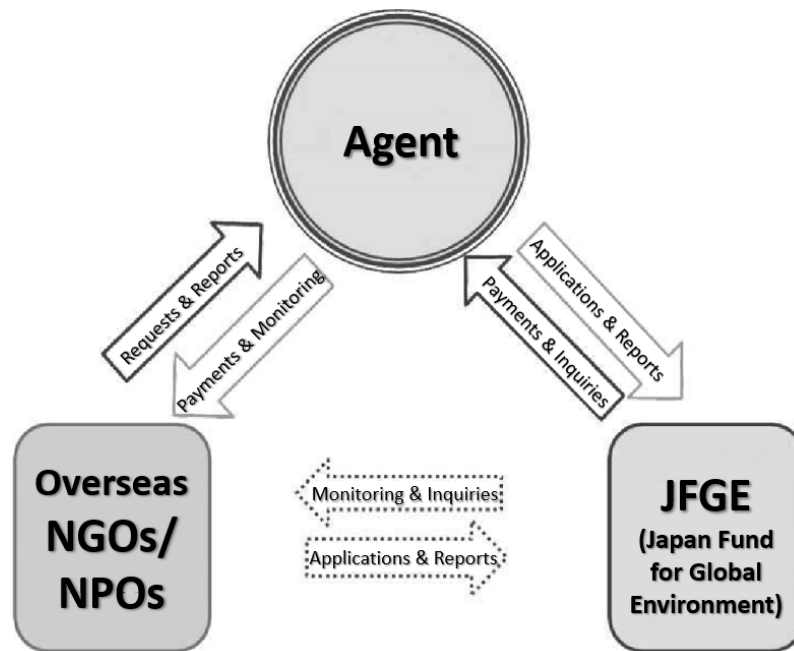 Agent
Requests & Reports
Payments & Monitoring
Applications & Reports
Payments & Inquiries
Overseas
NGOs/
NPOs
Monitoring & Inquiries
Applications & Reports
JFGE
(Japan Fund
for Global
Environment)